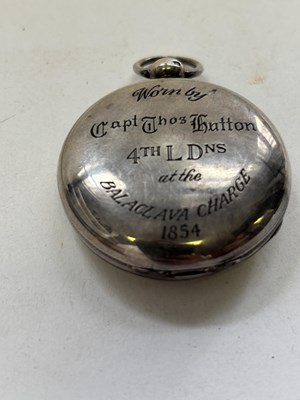 Worn by
Capt Thos Hutton
4TH L DNS
at the
BALACLAVA CHARGE
1854